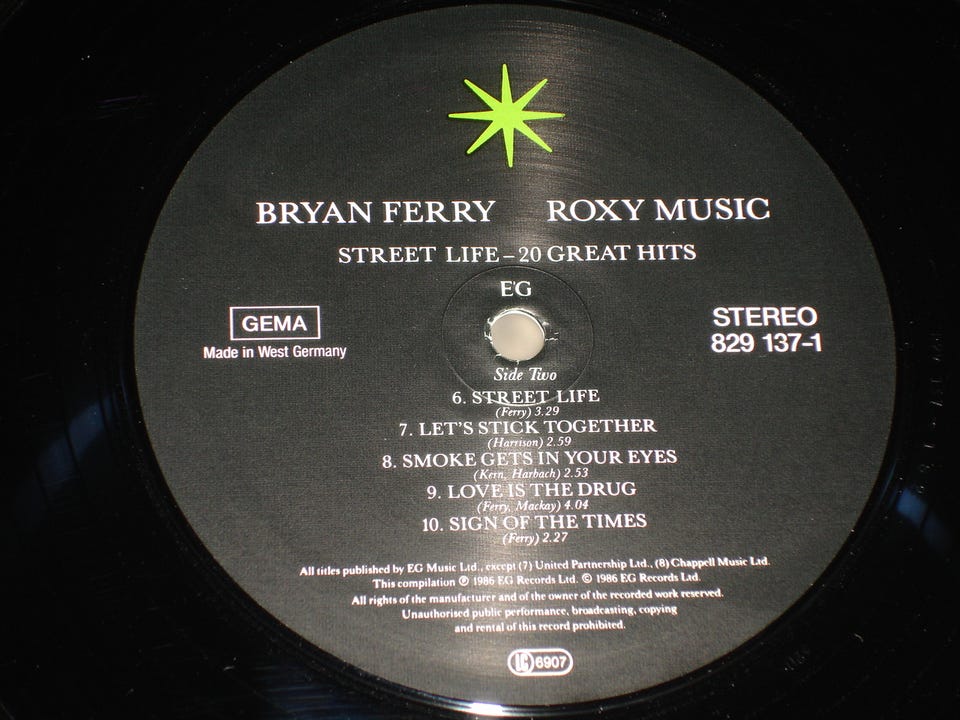 BRYAN FERRY ROXY MUSIC
STREET LIFE – 20 GREAT HITS
E'G
GEMA
Made in West Germany
STEREO
829 137-1
Side Two
6. STREET LIFE
(Ferry) 3.29
7. LET'S STICK TOGETHER
(Harrison) 2.59
8. SMOKE GETS IN YOUR EYES
(Kern, Harbach) 2.53
9. LOVE IS THE DRUG
(Ferry, Mackay) 4.04
10. SIGN OF THE TIMES
(Ferry) 2.27
All titles published by EG Music Ltd., except (7) United Partnership Ltd., (8) Chappell Music Ltd.
This compilation ℗ 1986 EG Records Ltd. © 1986 EG Records Ltd.
All rights of the manufacturer and of the owner of the recorded work reserved.
Unauthorised public performance, broadcasting, copying
and rental of this record prohibited.
LC 6907